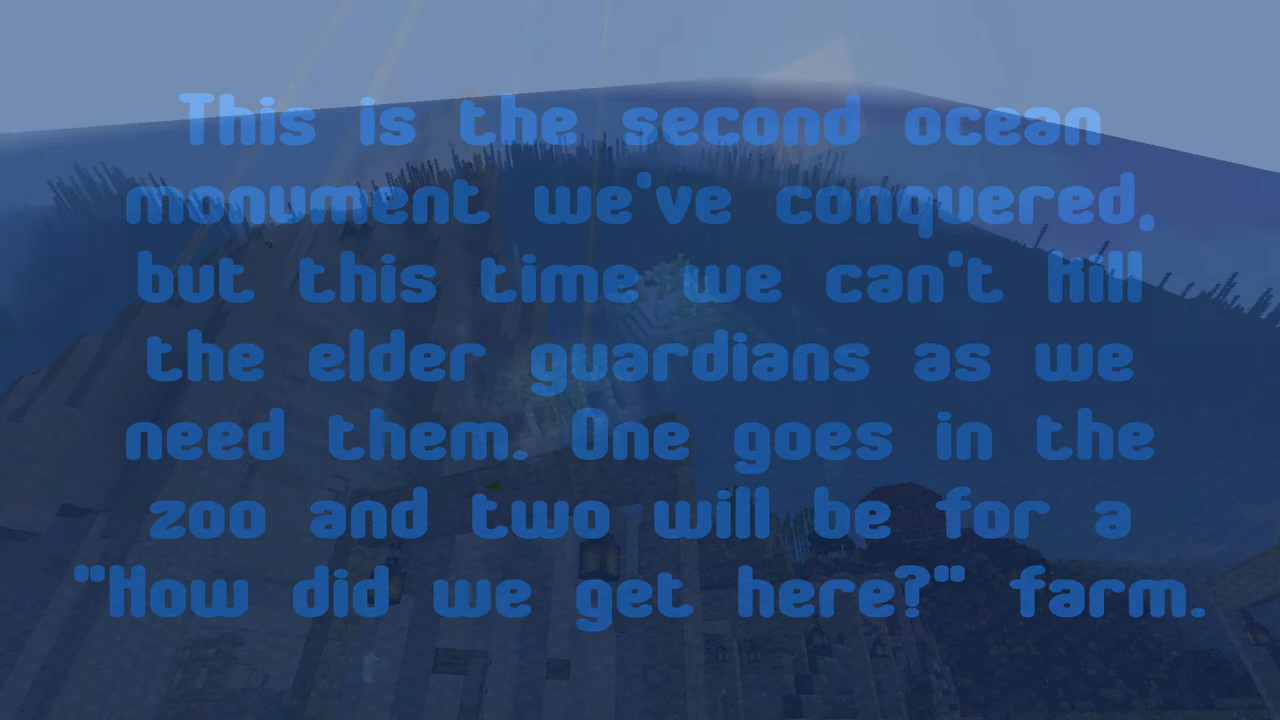 This is the second ocean
monument we've conquered,
but this time we can't kill
the elder guardians as we
need them. One goes in the
zoo and two will be for a
"How did we get here?" farm.